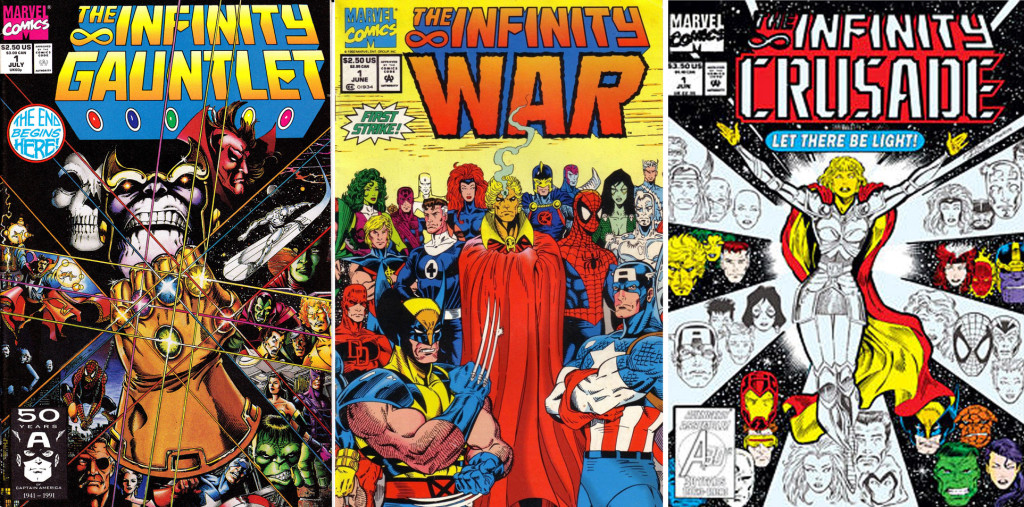 MARVEL
COMICS
$2.50 US
1
JULY
THE INFINITY
GAUNTLET
THE END
BEGINS
HERE!
50
YEARS
A
CAPTAIN AMERICA
1941-1991
MARVEL
COMICS
$2.50 US
1
JUNE
THE INFINITY
WAR
FIRST
STRIKE!
4
DD
A
MARVEL
COMICS
$3.50 US
1
JUN
THE INFINITY
CRUSADE
LET THERE BE LIGHT!